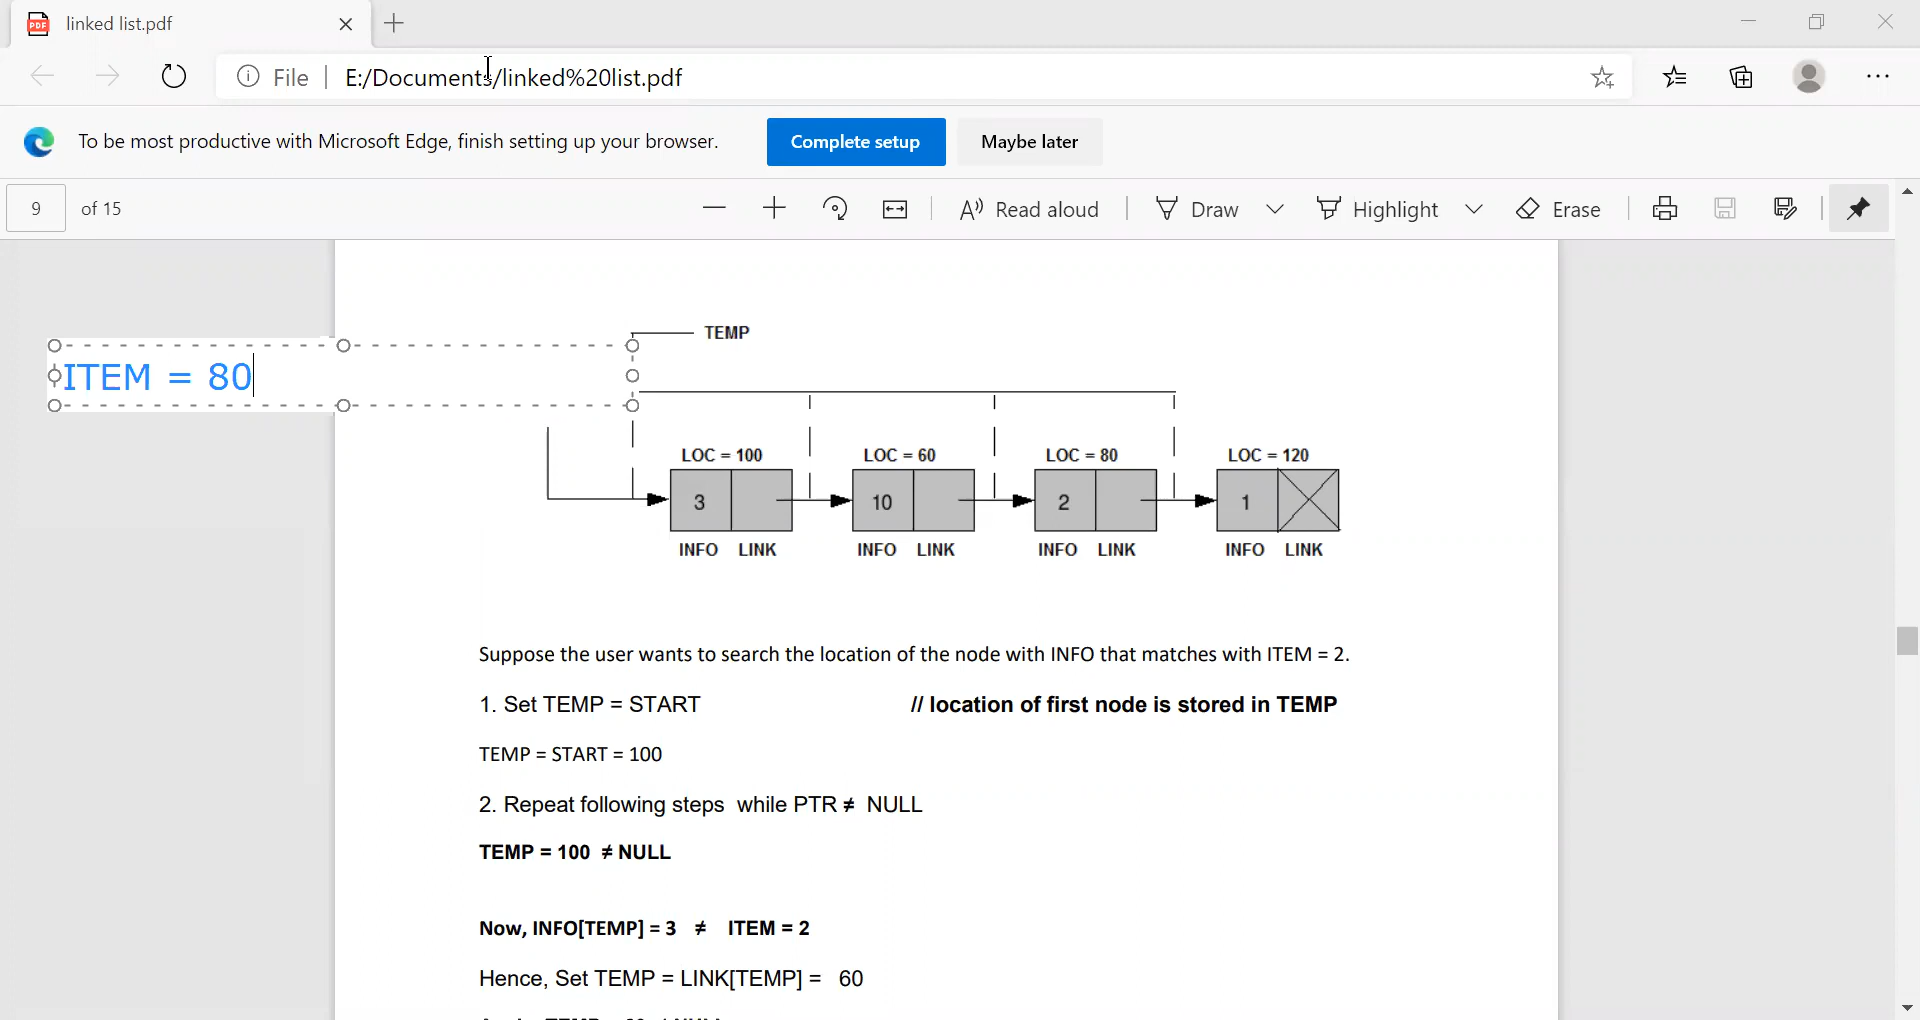 linked list.pdf
File | E:/Documents/linked%20list.pdf
To be most productive with Microsoft Edge, finish setting up your browser. Complete setup Maybe later
9 of 15 Read aloud Draw Highlight Erase
TEMP
ITEM = 80
LOC = 100 LOC = 60 LOC = 80 LOC = 120
3 10 2 1
INFO LINK INFO LINK INFO LINK INFO LINK
Suppose the user wants to search the location of the node with INFO that matches with ITEM = 2.
1. Set TEMP = START // location of first node is stored in TEMP
TEMP = START = 100
2. Repeat following steps while PTR ≠ NULL
TEMP = 100 ≠ NULL
Now, INFO[TEMP] = 3 ≠ ITEM = 2
Hence, Set TEMP = LINK[TEMP] = 60